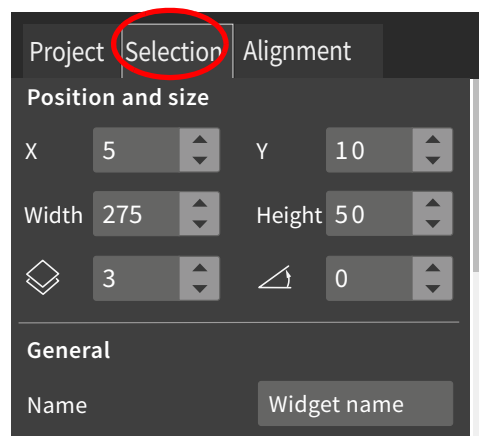 Project Selection Alignment
Position and size
X 5 Y 10
Width 275 Height 50
3 0
General
Name Widget name